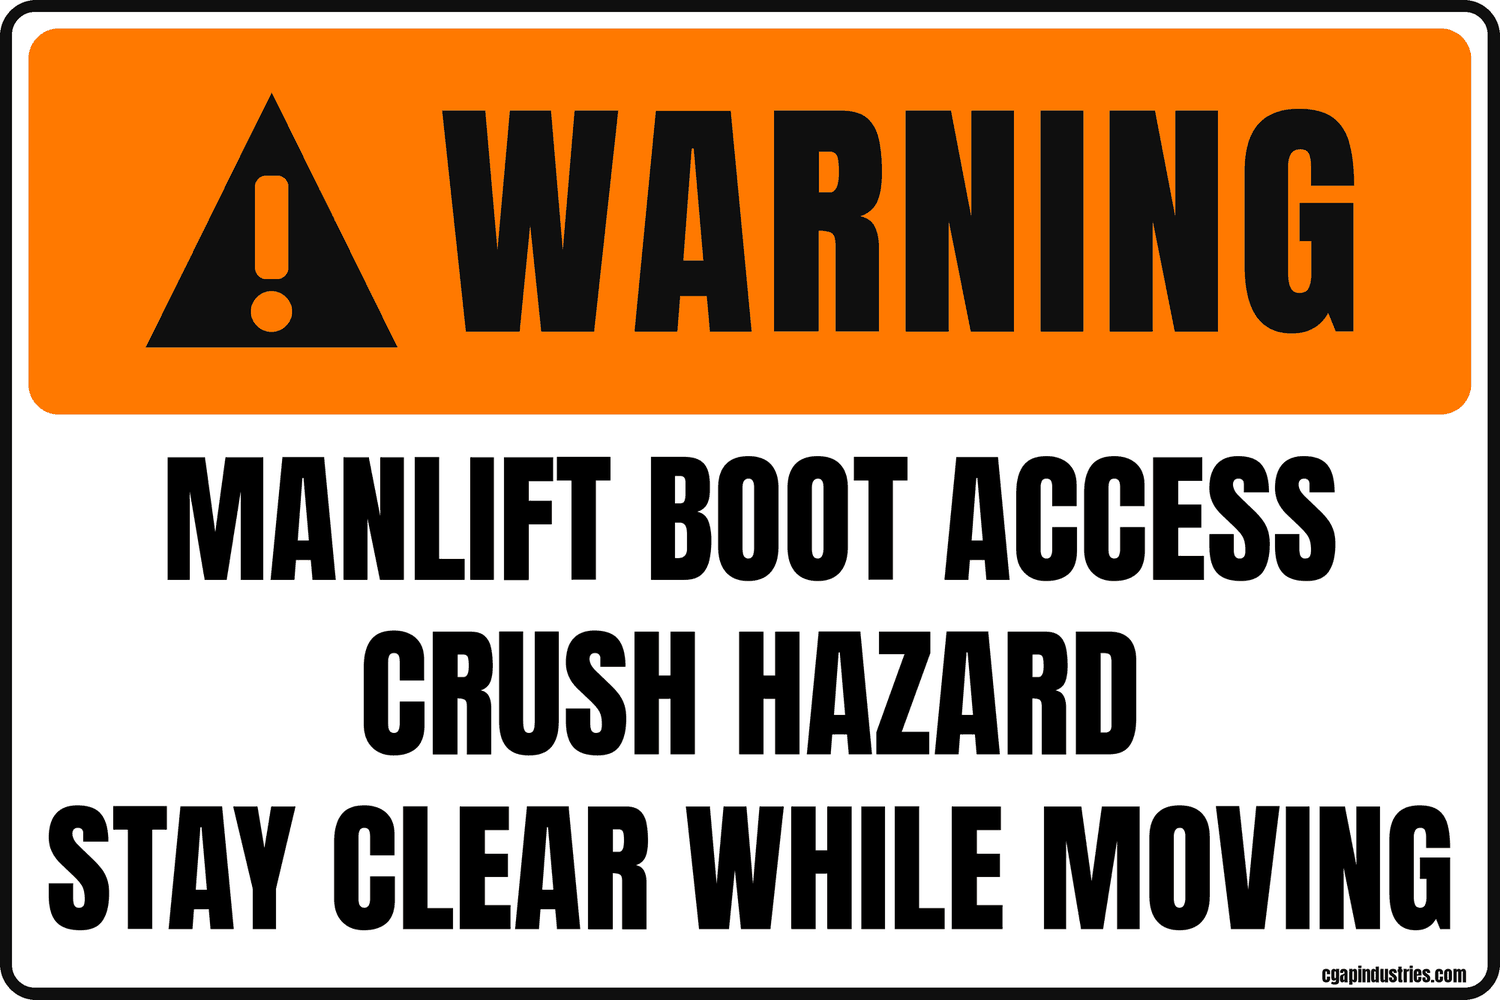 WARNING
MANLIFT BOOT ACCESS
CRUSH HAZARD
STAY CLEAR WHILE MOVING
cgapindustries.com